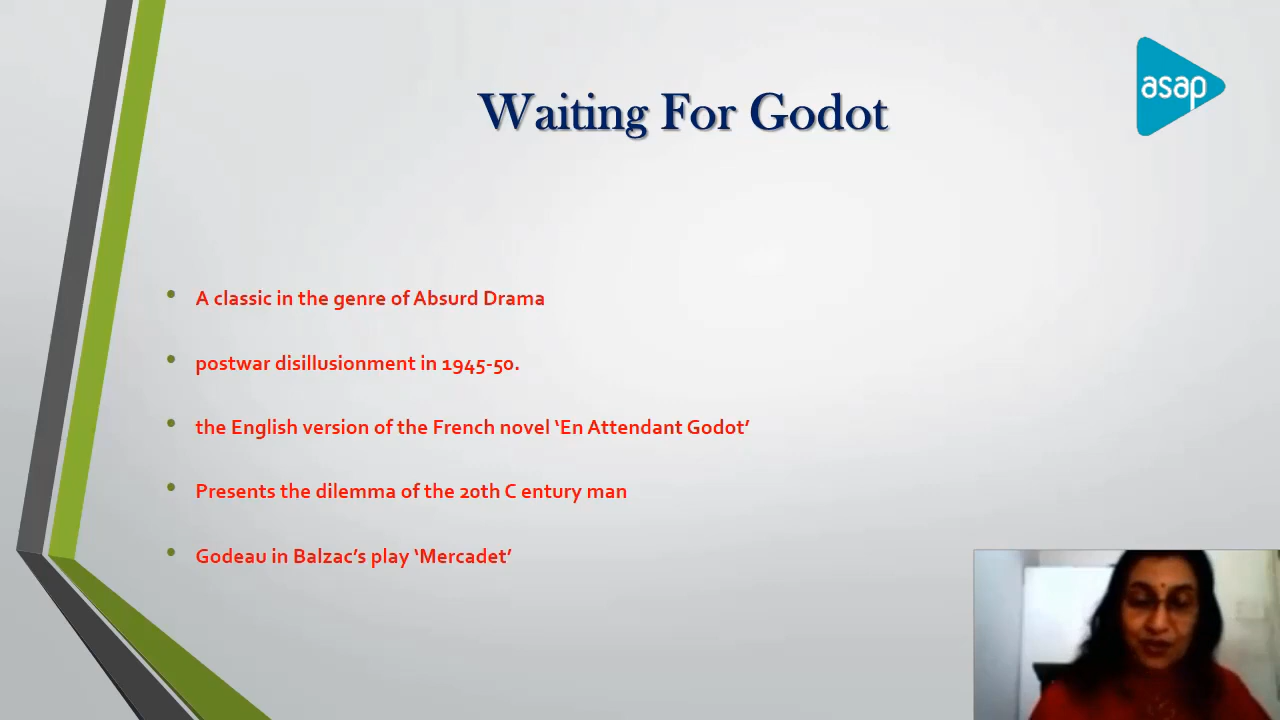 asap
Waiting For Godot
A classic in the genre of Absurd Drama
postwar disillusionment in 1945-50.
the English version of the French novel ‘En Attendant Godot’
Presents the dilemma of the 20th C entury man
Godeau in Balzac’s play ‘Mercadet’